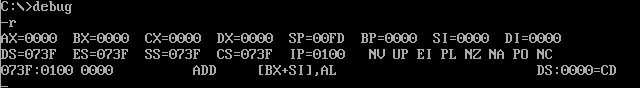 C:\>debug
-r
AX=0000  BX=0000  CX=0000  DX=0000  SP=00FD  BP=0000  SI=0000  DI=0000
DS=073F  ES=073F  SS=073F  CS=073F  IP=0100   NV UP EI PL NZ NA PO NC
073F:0100 0000          ADD     [BX+SI],AL                         DS:0000=CD
-